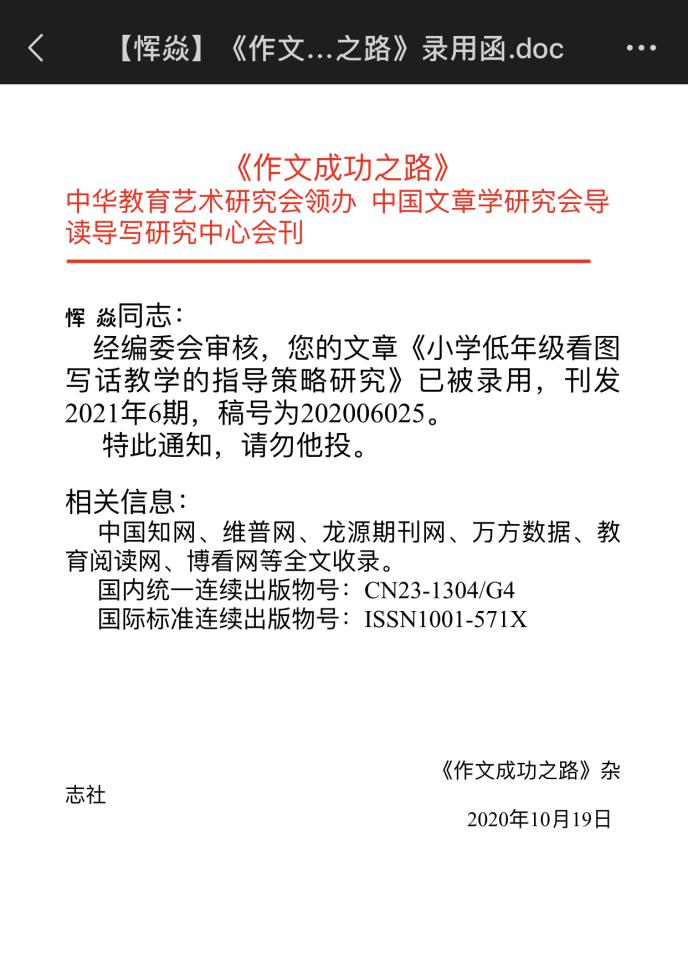 【恽焱】《作文...之路》录用函.doc
《作文成功之路》
中华教育艺术研究会领办 中国文章学研究会导
读导写研究中心会刊
恽 焱同志：
经编委会审核，您的文章《小学低年级看图
写话教学的指导策略研究》已被录用，刊发
2021年6期，稿号为202006025。
特此通知，请勿他投。
相关信息：
中国知网、维普网、龙源期刊网、万方数据、教
育阅读网、博看网等全文收录。
国内统一连续出版物号：CN23-1304/G4
国际标准连续出版物号：ISSN1001-571X
《作文成功之路》杂
志社
2020年10月19日